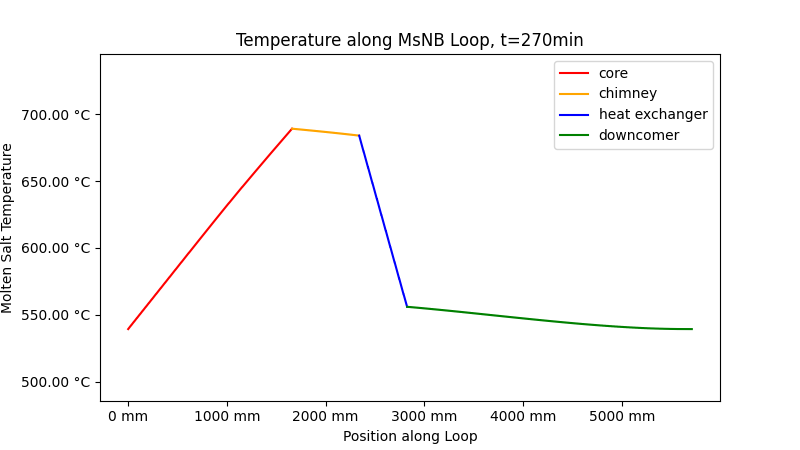 Temperature along MsNB Loop, t=270min
core
chimney
heat exchanger
downcomer
700.00 °C
650.00 °C
600.00 °C
550.00 °C
500.00 °C
Molten Salt Temperature
0 mm
1000 mm
2000 mm
3000 mm
4000 mm
5000 mm
Position along Loop